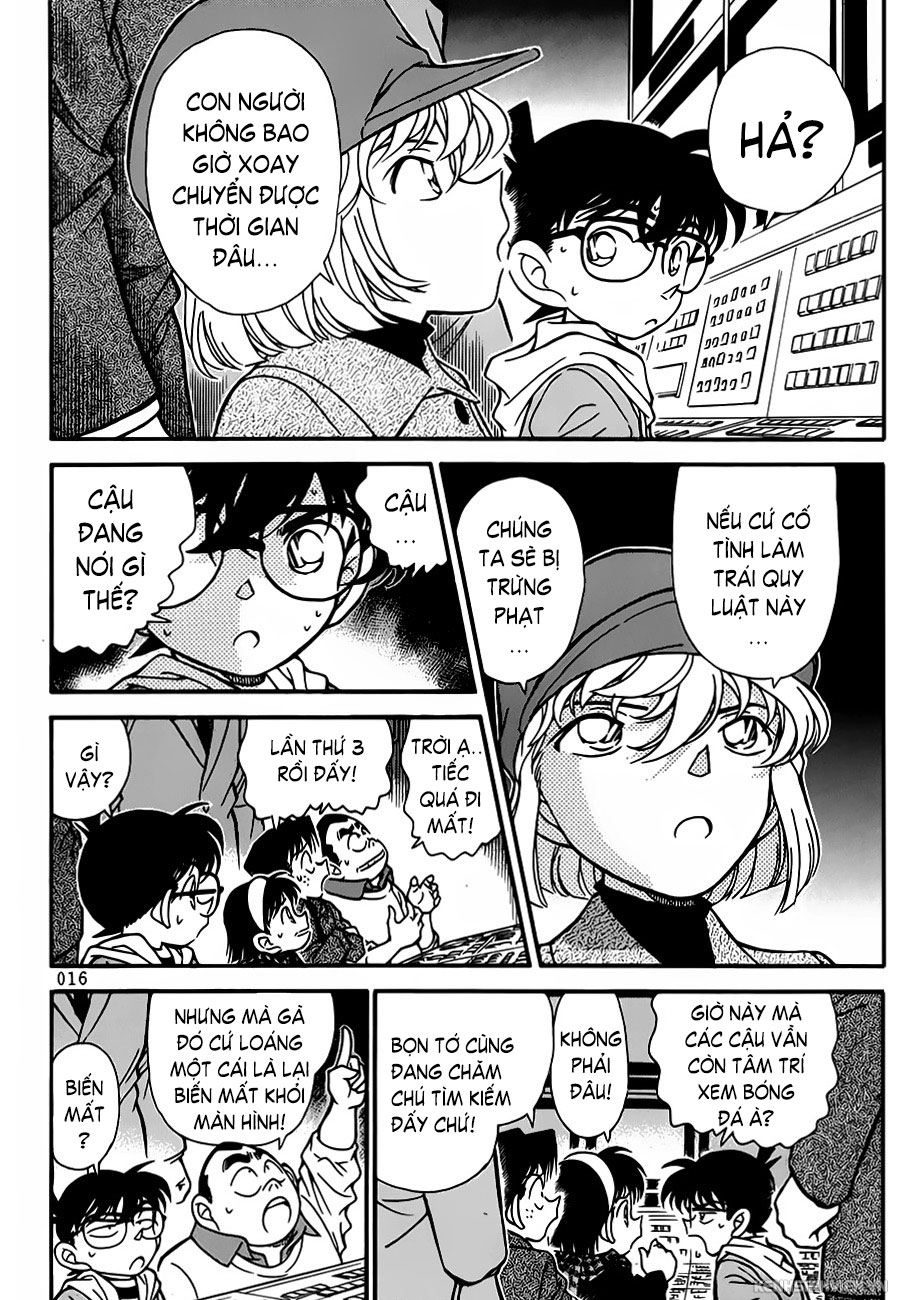 HẢ?
CON NGƯỜI
KHÔNG BAO
GIỜ XOAY
CHUYỂN ĐƯỢC
THỜI GIAN
ĐÂU...
NẾU CỨ CỐ
TÌNH LÀM
TRÁI QUY
LUẬT NÀY
...
CHÚNG
TA SẼ BỊ
TRỪNG
PHẠT
...
CẬU
...
CẬU
ĐANG
NÓI GÌ
THẾ?
TRỜI Ạ..
TIẾC
QUÁ ĐI
MẤT!
LẦN THỨ 3
RỒI ĐẤY!
GÌ
VẬY?
016
GIỜ NÀY MÀ
CÁC CẬU VẪN
CÒN TÂM TRÍ
XEM BÓNG
ĐÁ À?
KHÔNG
PHẢI
ĐÂU!
BỌN TỚ CŨNG
ĐANG CHĂM
CHÚ TÌM KIẾM
ĐẤY CHỨ!
NHƯNG MÀ GÃ
ĐÓ CỨ LOÁNG
MỘT CÁI LÀ LẠI
BIẾN MẤT KHỎI
MÀN HÌNH!
BIẾN
MẤT
?